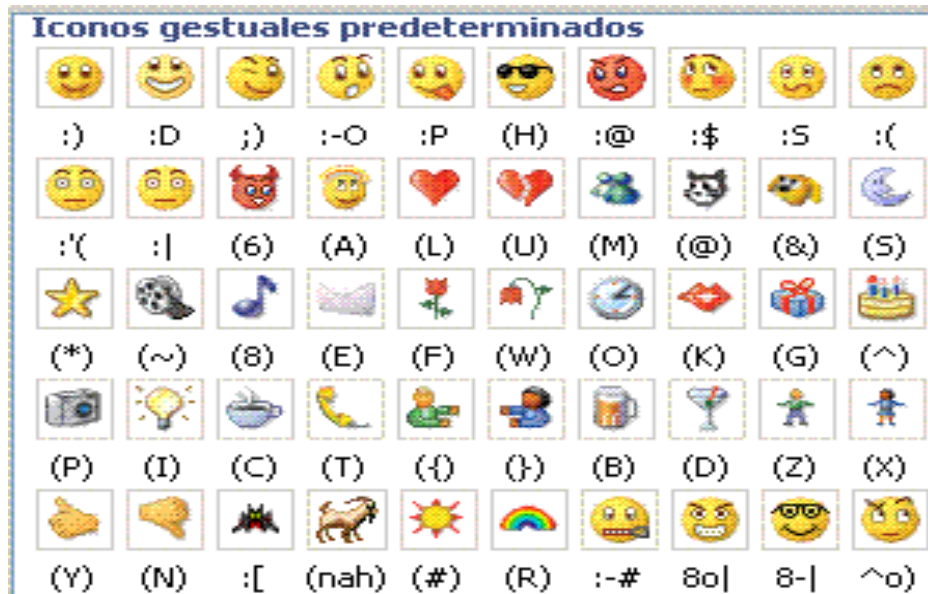 Iconos gestuales predeterminados
:) :D ;) :-O :P (H) :@ :$ :S :(
:'( :| (6) (A) (L) (U) (M) (@) (&) (S)
(*) (~) (8) (E) (F) (W) (O) (K) (G) (^)
(P) (I) (C) (T) ({) (}) (B) (D) (Z) (X)
(Y) (N) :[ (nah) (#) (R) :-# 8o| 8-| ^o)